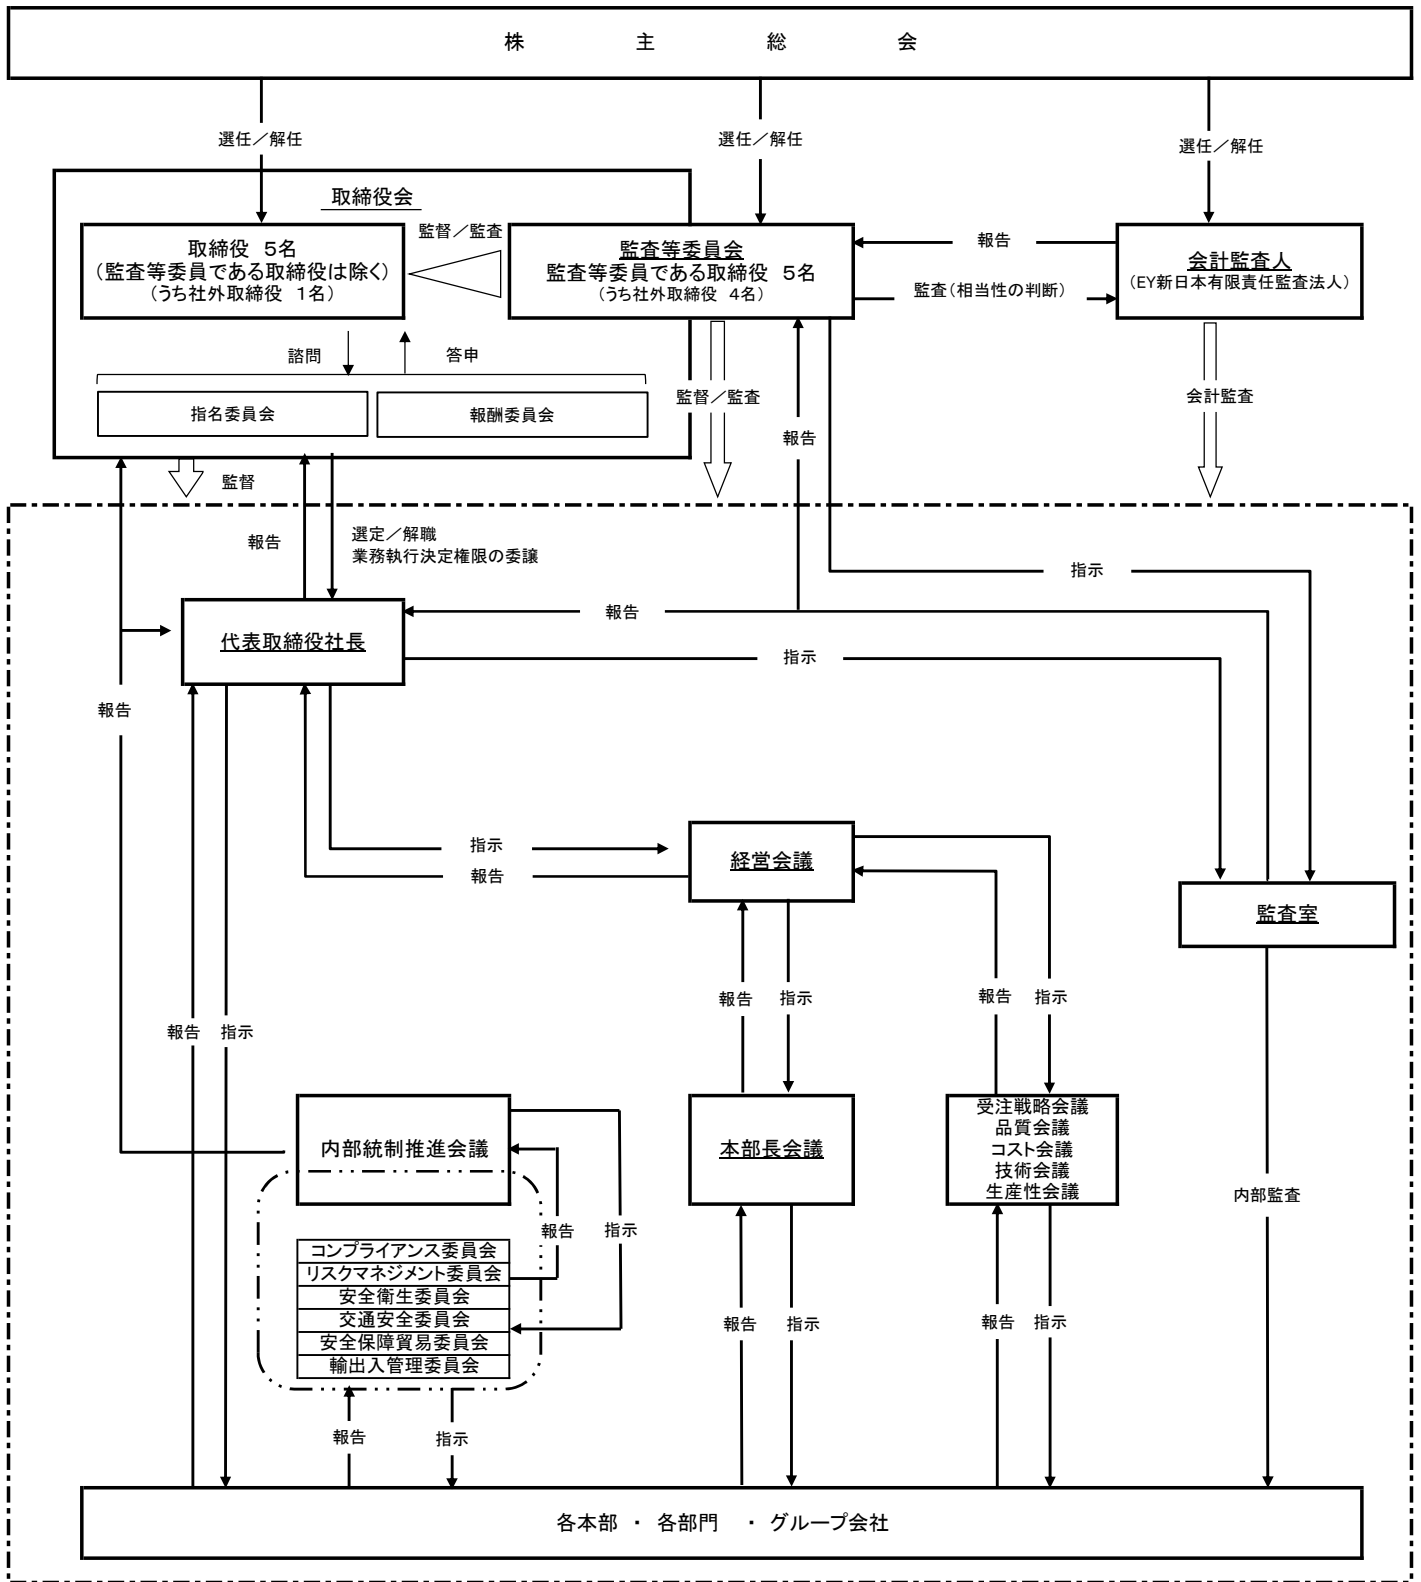 株主総会
選任／解任
選任／解任
選任／解任
取締役会
取締役 5名
（監査等委員である取締役は除く）
（うち社外取締役 1名）
監督／監査
監査等委員会
監査等委員である取締役 5名
（うち社外取締役 4名）
報告
監査（相当性の判断）
会計監査人
（EY新日本有限責任監査法人）
諮問
答申
指名委員会
報酬委員会
監督／監査
報告
会計監査
監督
報告
選定／解職
業務執行決定権限の委譲
指示
報告
代表取締役社長
指示
報告
指示
報告
経営会議
監査室
報告
指示
報告
指示
報告
指示
内部統制推進会議
本部長会議
受注戦略会議
品質会議
コスト会議
技術会議
生産性会議
内部監査
報告
指示
コンプライアンス委員会
リスクマネジメント委員会
安全衛生委員会
交通安全委員会
安全保障貿易委員会
輸出入管理委員会
報告
指示
報告
指示
報告
指示
各本部 ・ 各部門 ・ グループ会社